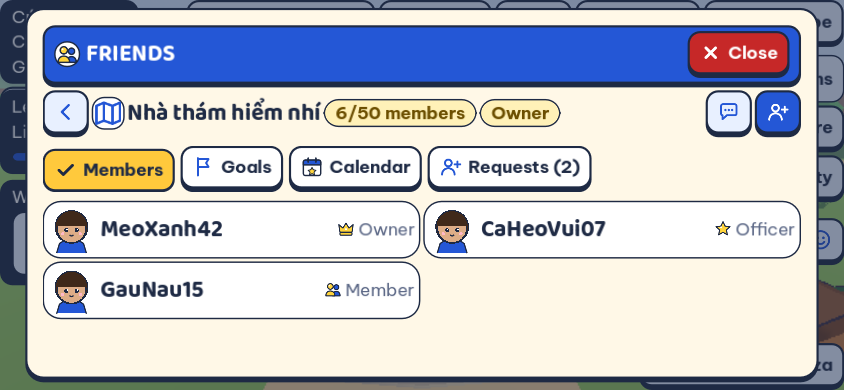 FRIENDS
Close
Nhà thám hiểm nhí 6/50 members Owner
Members Goals Calendar Requests (2)
MeoXanh42 Owner
CaHeoVui07 Officer
GauNau15 Member